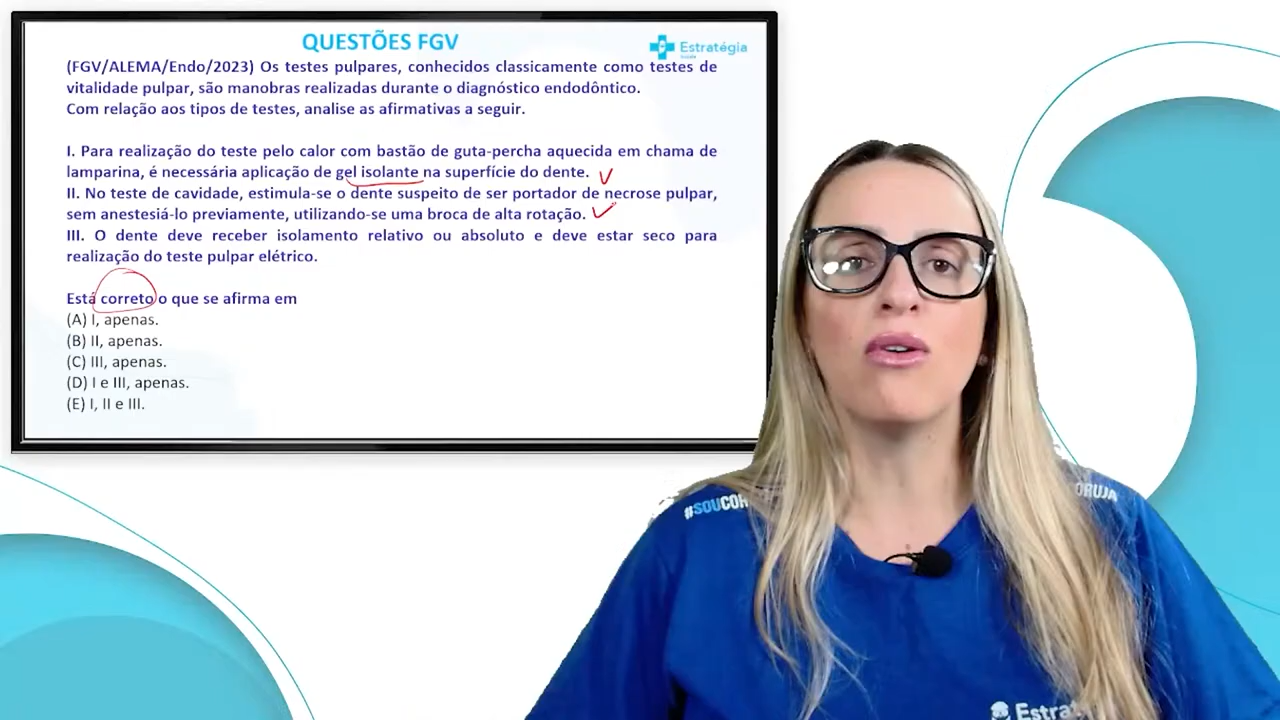 QUESTÕES FGV
Estratégia
Saúde
(FGV/ALEMA/Endo/2023) Os testes pulpares, conhecidos classicamente como testes de
vitalidade pulpar, são manobras realizadas durante o diagnóstico endodôntico.
Com relação aos tipos de testes, analise as afirmativas a seguir.
I. Para realização do teste pelo calor com bastão de guta-percha aquecida em chama de
lamparina, é necessária aplicação de gel isolante na superfície do dente.
II. No teste de cavidade, estimula-se o dente suspeito de ser portador de necrose pulpar,
sem anestesiá-lo previamente, utilizando-se uma broca de alta rotação.
III. O dente deve receber isolamento relativo ou absoluto e deve estar seco para
realização do teste pulpar elétrico.
Está correto o que se afirma em
(A) I, apenas.
(B) II, apenas.
(C) III, apenas.
(D) I e III, apenas.
(E) I, II e III.
#SOUCOR
ORUJA
Estrat